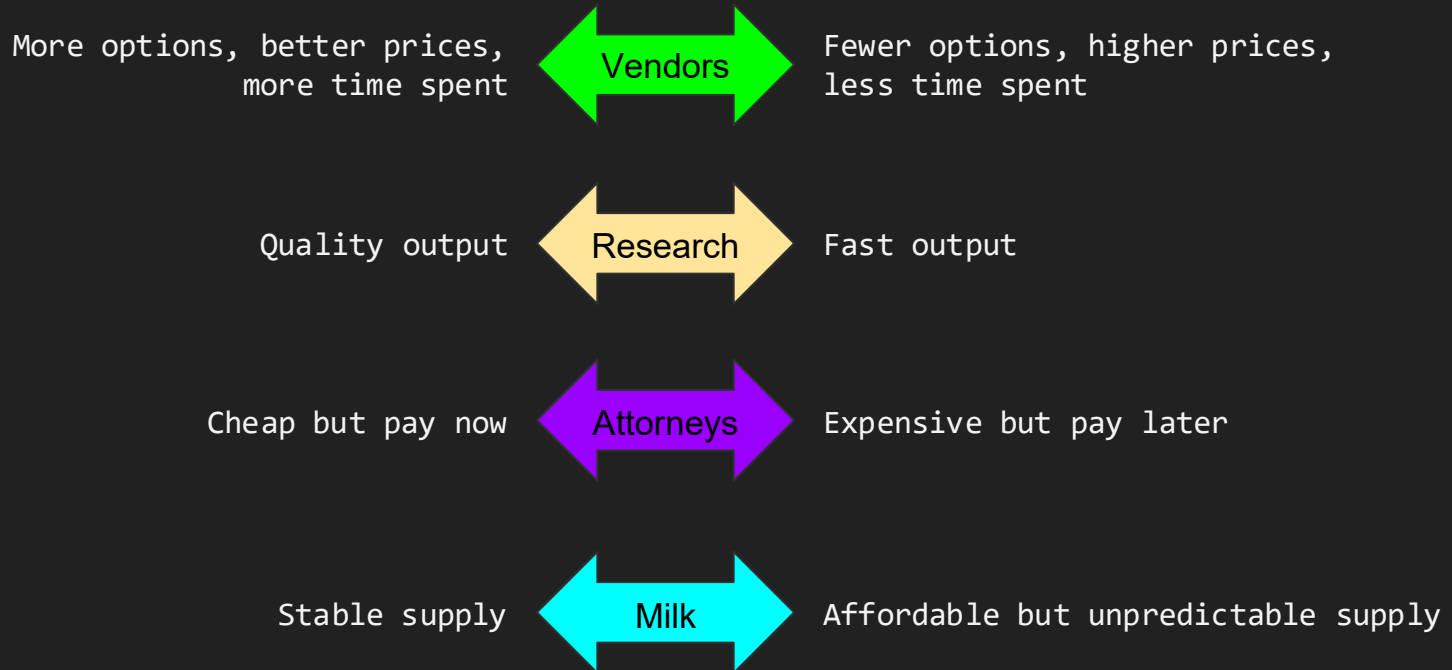 More options, better prices,
more time spent
Vendors
Fewer options, higher prices,
less time spent
Quality output
Research
Fast output
Cheap but pay now
Attorneys
Expensive but pay later
Stable supply
Milk
Affordable but unpredictable supply